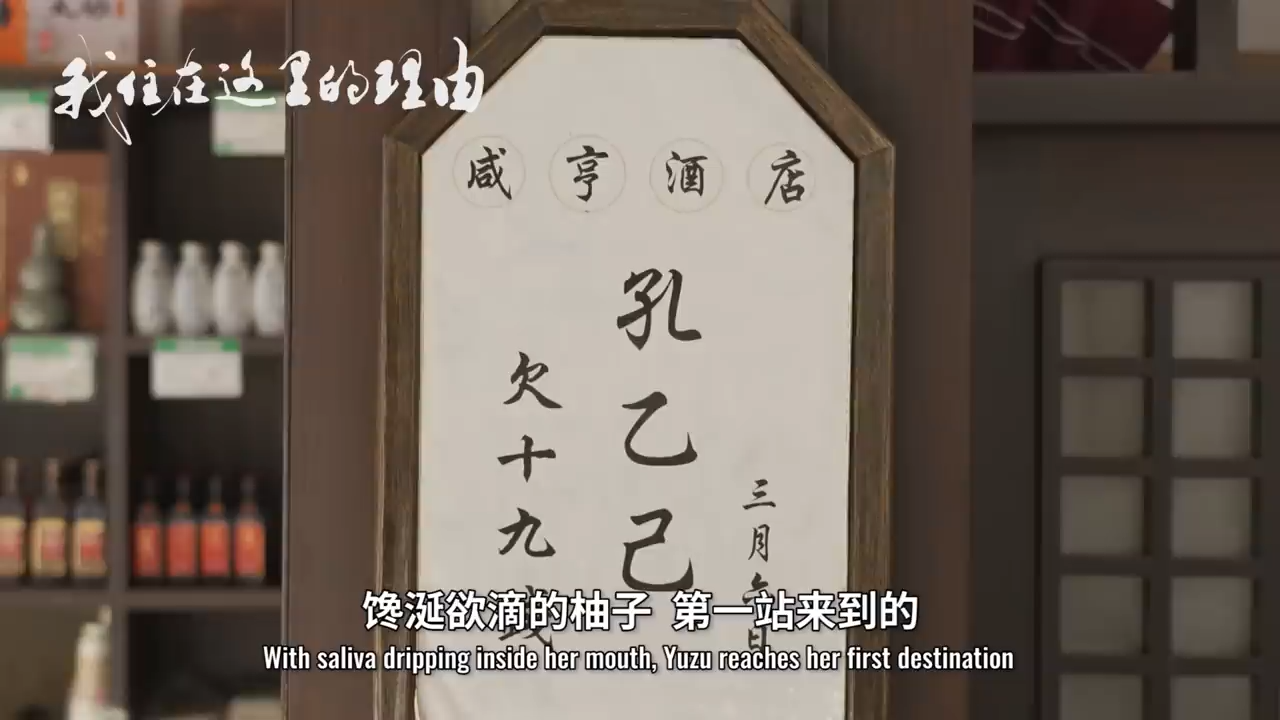 我住在这里的理由
咸亨酒店
孔乙己
欠十九
三月六日
馋涎欲滴的柚子 第一站来到的
With saliva dripping inside her mouth, Yuzu reaches her first destination